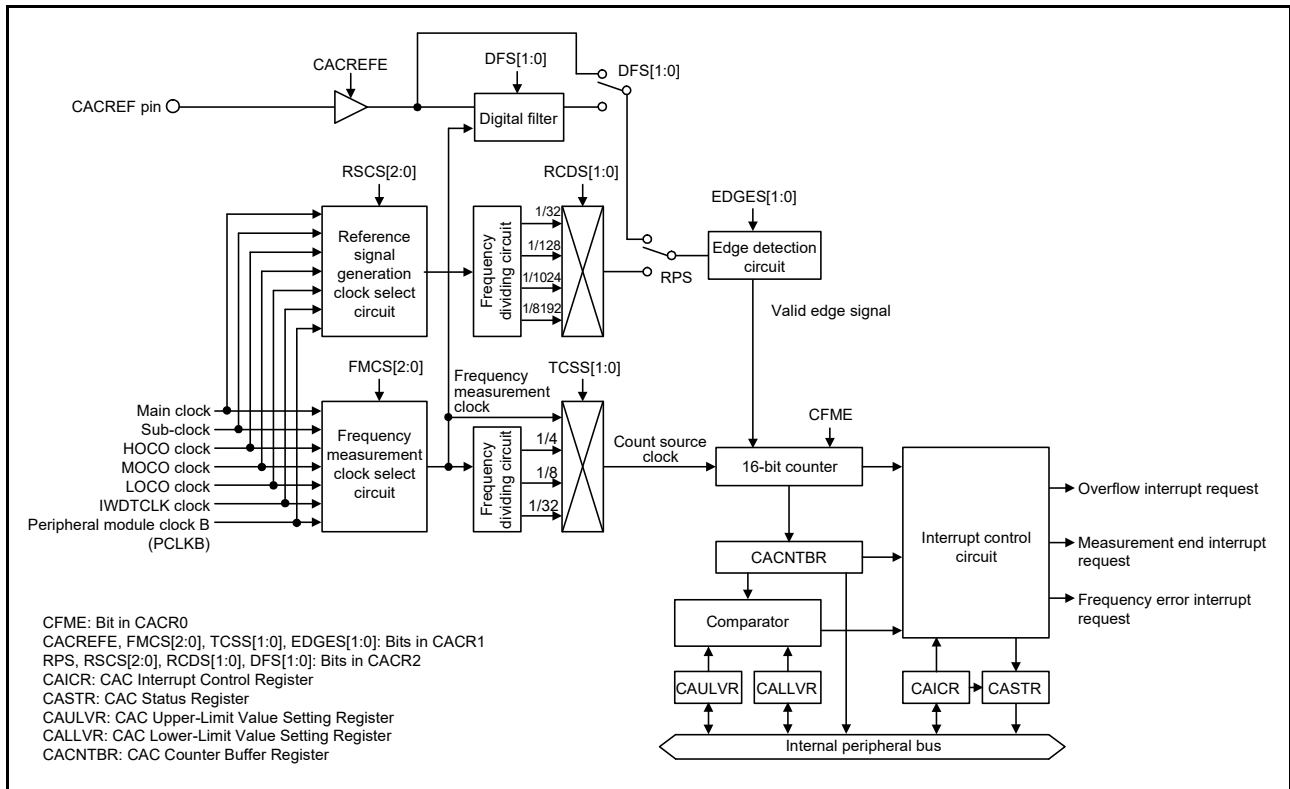 CACREFE
DFS[1:0]
DFS[1:0]
CACREF pin
Digital filter
RSCS[2:0]
RCDS[1:0]
EDGES[1:0]
Reference
signal
generation
clock select
circuit
Frequency
dividing circuit
1/32
1/128
1/1024
1/8192
RPS
Edge detection
circuit
Valid edge signal
FMCS[2:0]
Frequency
measurement
clock
TCSS[1:0]
CFME
Main clock
Sub-clock
HOCO clock
MOCO clock
LOCO clock
IWDTCLK clock
Peripheral module clock B
(PCLKB)
Frequency
measurement
clock select
circuit
Frequency
dividing circuit
1/4
1/8
1/32
Count source
clock
16-bit counter
CACNTBR
Comparator
CAULVR
CALLVR
Interrupt control
circuit
CAICR
CASTR
Overflow interrupt request
Measurement end interrupt
request
Frequency error interrupt
request
Internal peripheral bus
CFME: Bit in CACR0
CACREFE, FMCS[2:0], TCSS[1:0], EDGES[1:0]: Bits in CACR1
RPS, RSCS[2:0], RCDS[1:0], DFS[1:0]: Bits in CACR2
CAICR: CAC Interrupt Control Register
CASTR: CAC Status Register
CAULVR: CAC Upper-Limit Value Setting Register
CALLVR: CAC Lower-Limit Value Setting Register
CACNTBR: CAC Counter Buffer Register